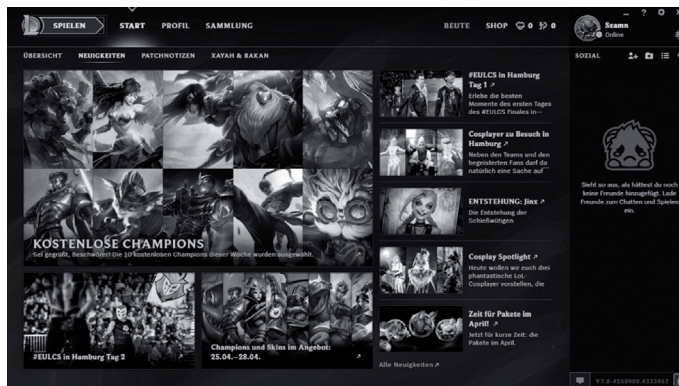 SPIELEN
START
PROFIL
SAMMLUNG
BEUTE
SHOP
0
0
?
Szamn
Online
ÜBERSICHT
NEUIGKEITEN
PATCHNOTIZEN
XAYAH & RAKAN
SOZIAL
#EULCS in Hamburg
Tag 1
Erlebe die besten
Momente des ersten Tages
des #EULCS Finales in…
Cosplayer zu Besuch in
Hamburg
Neben den Teams und den
begeisterten Fans darf da
natürlich eine Sache auf…
ENTSTEHUNG: Jinx
Die Entstehung der
Schießwütigen
Cosplay Spotlight
Heute wollen wir euch drei
phantastische LoL-
Cosplayer vorstellen, die
Zeit für Pakete im
April!
Jetzt für kurze Zeit: die
Pakete im April.
Alle Neuigkeiten
KOSTENLOSE CHAMPIONS
Sei gegrüßt, Beschwörer! Die 10 kostenlosen Champions dieser Woche wurden ausgewählt.
#EULCS in Hamburg Tag 2
Champions und Skins im Angebot:
25.04.–28.04.
Sieht so aus, als hättest du noch
keine Freunde hinzugefügt. Lade
Freunde zum Chatten und Spielen
ein.